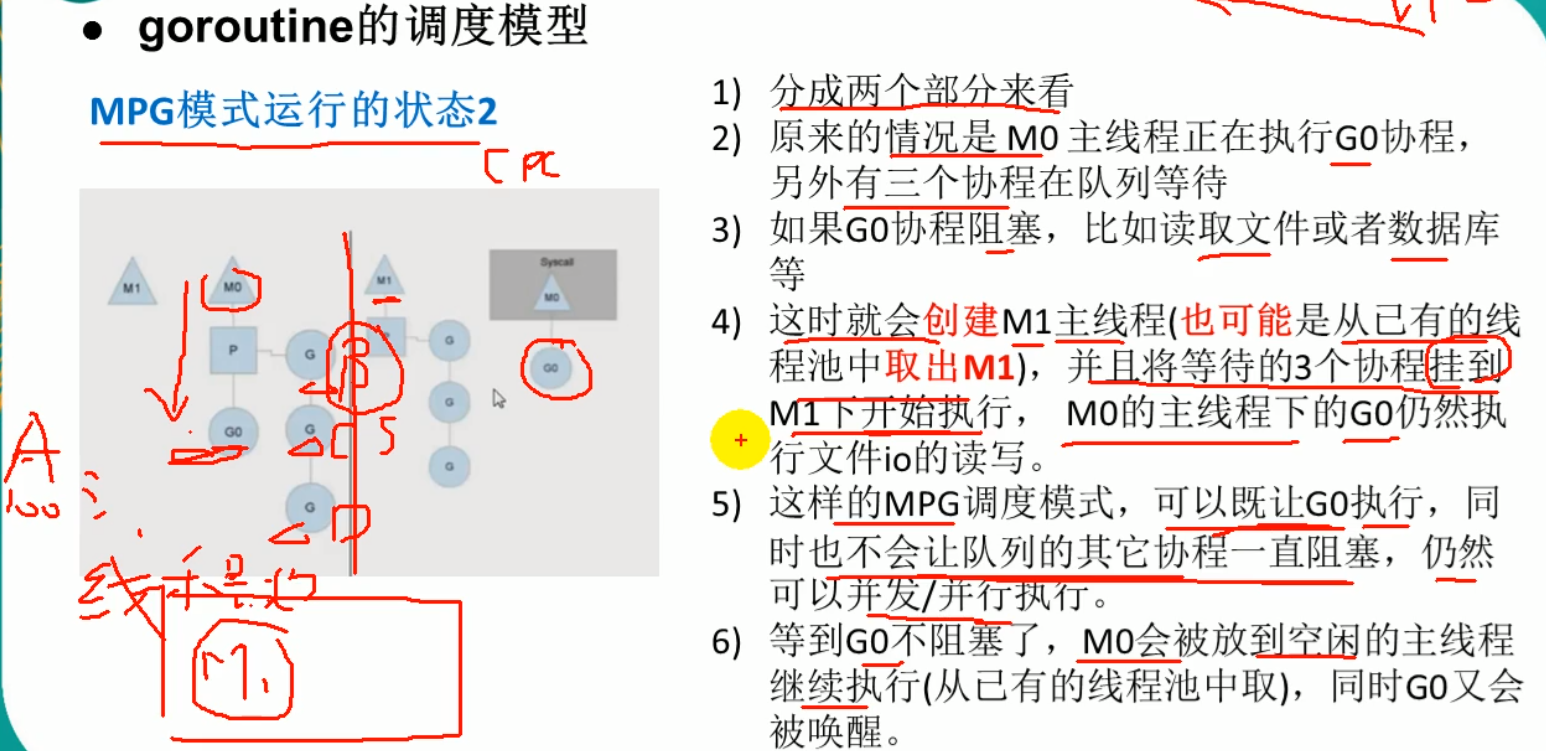 ● goroutine的调度模型
MPG模式运行的状态2
M1
M0
P
G
G0
G
G
M1
G
G
G
Syscall
M0
G0
A
100
D
M1
1) 分成两个部分来看
2) 原来的情况是 M0 主线程正在执行G0协程，
另外有三个协程在队列等待
3) 如果G0协程阻塞，比如读取文件或者数据库
等
4) 这时就会创建M1主线程(也可能是从已有的线
程池中取出M1)，并且将等待的3个协程挂到
M1下开始执行， M0的主线程下的G0仍然执
行文件io的读写。
5) 这样的MPG调度模式，可以既让G0执行，同
时也不会让队列的其它协程一直阻塞，仍然
可以并发/并行执行。
6) 等到G0不阻塞了，M0会被放到空闲的主线程
继续执行(从已有的线程池中取)，同时G0又会
被唤醒。